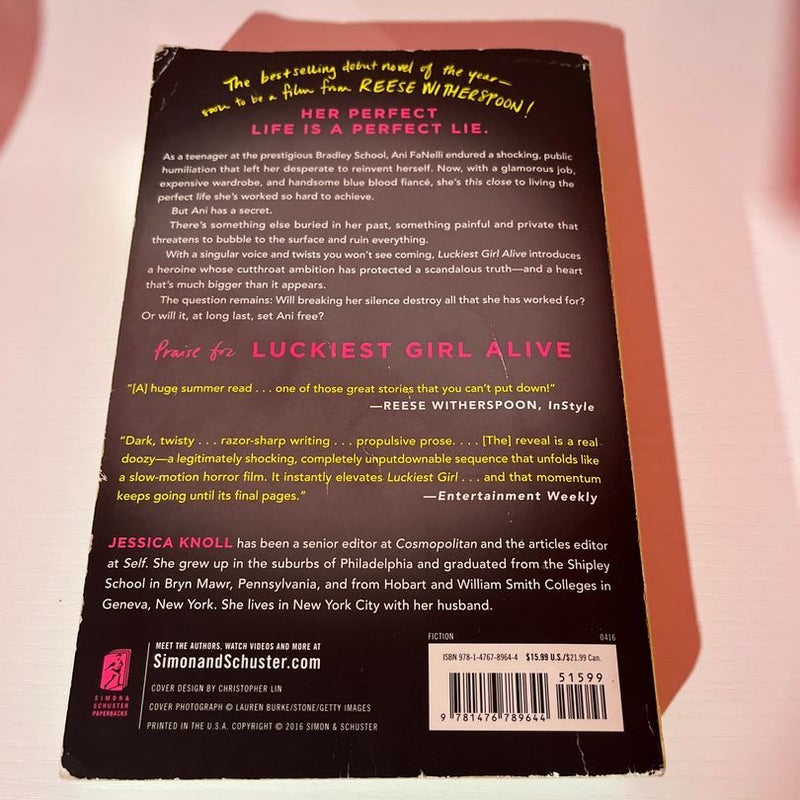 The bestselling debut novel of the year—
soon to be a film from REESE WITHERSPOON!
HER PERFECT
LIFE IS A PERFECT LIE.
As a teenager at the prestigious Bradley School, Ani FaNelli endured a shocking, public
humiliation that left her desperate to reinvent herself. Now, with a glamorous job,
expensive wardrobe, and handsome blue blood fiancé, she's this close to living the
perfect life she's worked so hard to achieve.
But Ani has a secret.
There's something else buried in her past, something painful and private that
threatens to bubble to the surface and ruin everything.
With a singular voice and twists you won't see coming, Luckiest Girl Alive introduces
a heroine whose cutthroat ambition has protected a scandalous truth—and a heart
that's much bigger than it appears.
The question remains: Will breaking her silence destroy all that she has worked for?
Or will it, at long last, set Ani free?
Praise for LUCKIEST GIRL ALIVE
"[A] huge summer read . . . one of those great stories that you can't put down!"
—REESE WITHERSPOON, InStyle
"Dark, twisty . . . razor-sharp writing . . . propulsive prose. . . . [The] reveal is a real
doozy—a legitimately shocking, completely unputdownable sequence that unfolds like
a slow-motion horror film. It instantly elevates Luckiest Girl . . . and that momentum
keeps going until its final pages." —Entertainment Weekly
JESSICA KNOLL has been a senior editor at Cosmopolitan and the articles editor
at Self. She grew up in the suburbs of Philadelphia and graduated from the Shipley
School in Bryn Mawr, Pennsylvania, and from Hobart and William Smith Colleges in
Geneva, New York. She lives in New York City with her husband.
SIMON &
SCHUSTER
PAPERBACKS
MEET THE AUTHORS, WATCH VIDEOS AND MORE AT
SimonandSchuster.com
COVER DESIGN BY CHRISTOPHER LIN
COVER PHOTOGRAPH © LAUREN BURKE/STONE/GETTY IMAGES
PRINTED IN THE U.S.A. COPYRIGHT © 2016 SIMON & SCHUSTER
FICTION 0416
ISBN 978-1-4767-8964-4 $15.99 U.S./$21.99 Can.
51599
9 781476 789644